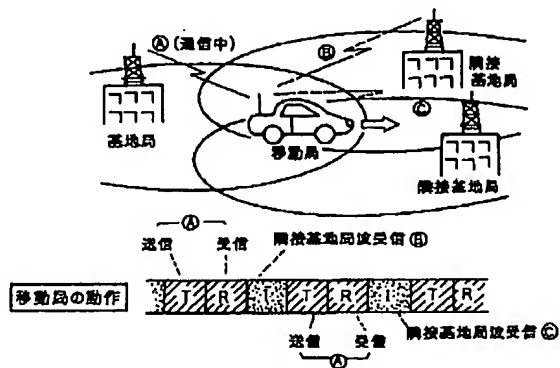 Ⓐ(通信中)
Ⓑ
隣接
基地局
Ⓒ
基地局
移動局
隣接基地局
Ⓐ
送信 受信
隣接基地局波受信Ⓑ
移動局の動作
T R I T R I T R
送信 受信
Ⓐ
隣接基地局波受信Ⓒ